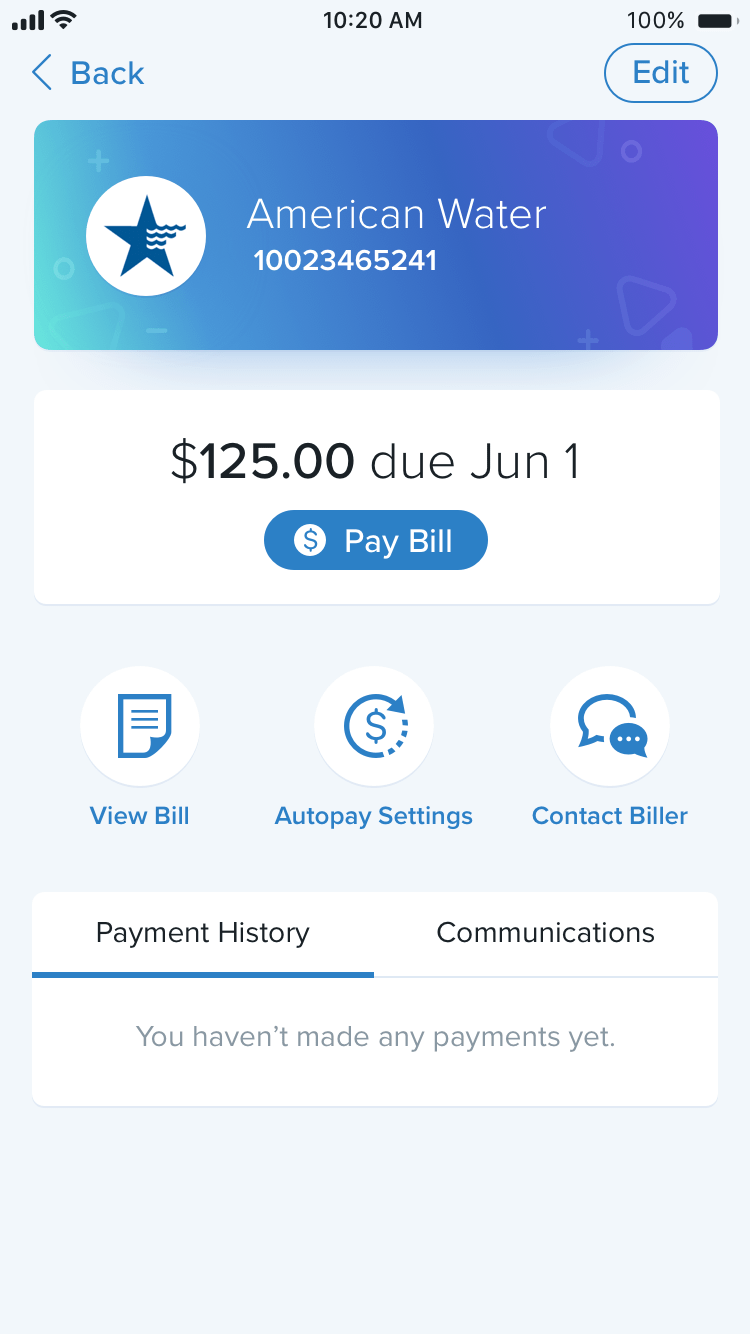 10:20 AM 100%
Back Edit
American Water
10023465241
$125.00 due Jun 1
$ Pay Bill
$
View Bill Autopay Settings Contact Biller
Payment History Communications
You haven’t made any payments yet.